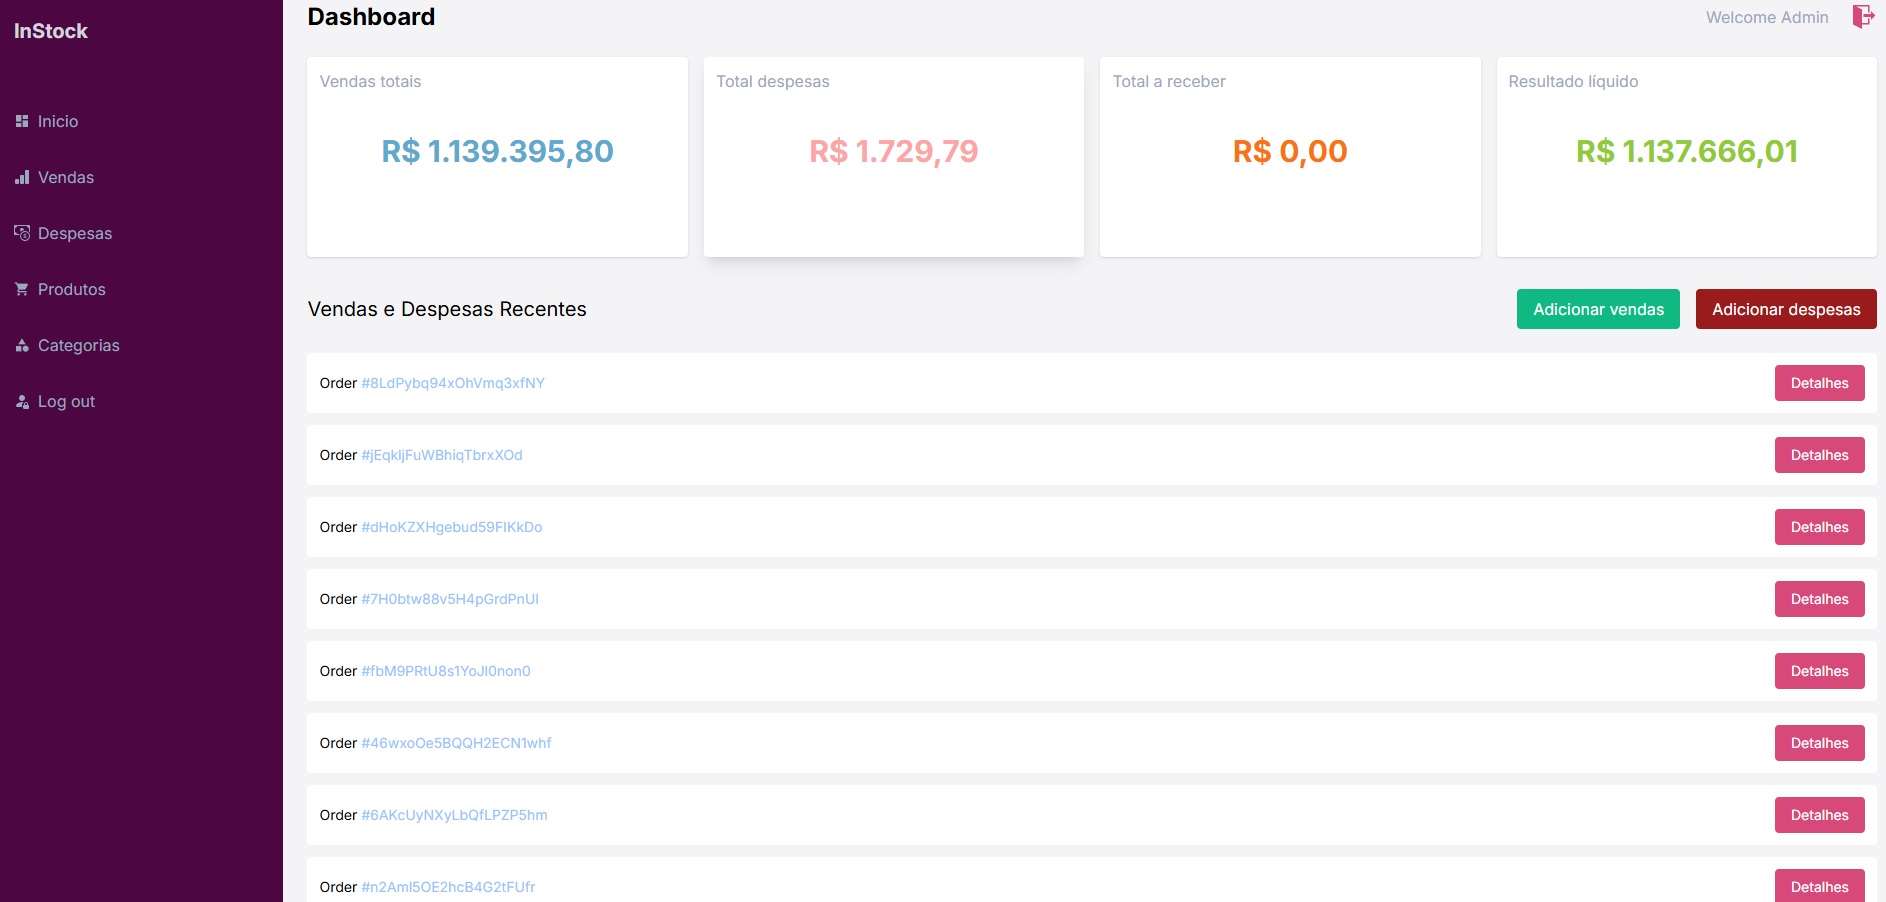 InStock
Inicio
Vendas
Despesas
Produtos
Categorias
Log out
Dashboard
Welcome Admin
Vendas totais
R$ 1.139.395,80
Total despesas
R$ 1.729,79
Total a receber
R$ 0,00
Resultado líquido
R$ 1.137.666,01
Vendas e Despesas Recentes
Adicionar vendas
Adicionar despesas
Order #8LdPybq94xOhVmq3xfNY
Detalhes
Order #jEqkljFuWBhiqTbrxXOd
Detalhes
Order #dHoKZXHgebud59FIKkDo
Detalhes
Order #7H0btw88v5H4pGrdPnUI
Detalhes
Order #fbM9PRtU8s1YoJl0non0
Detalhes
Order #46wxoOe5BQQH2ECN1whf
Detalhes
Order #6AKcUyNXyLbQfLPZP5hm
Detalhes
Order #n2AmI5OE2hcB4G2tFUfr
Detalhes